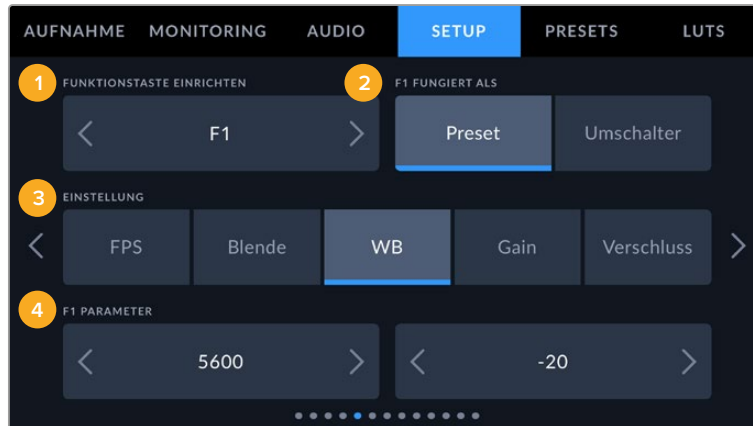 AUFNAHME MONITORING AUDIO SETUP PRESETS LUTS
1 FUNKTIONSTASTE EINRICHTEN 2 F1 FUNGIERT ALS
F1 Preset Umschalter
3 EINSTELLUNG
FPS Blende WB Gain Verschluss
4 F1 PARAMETER
5600 -20